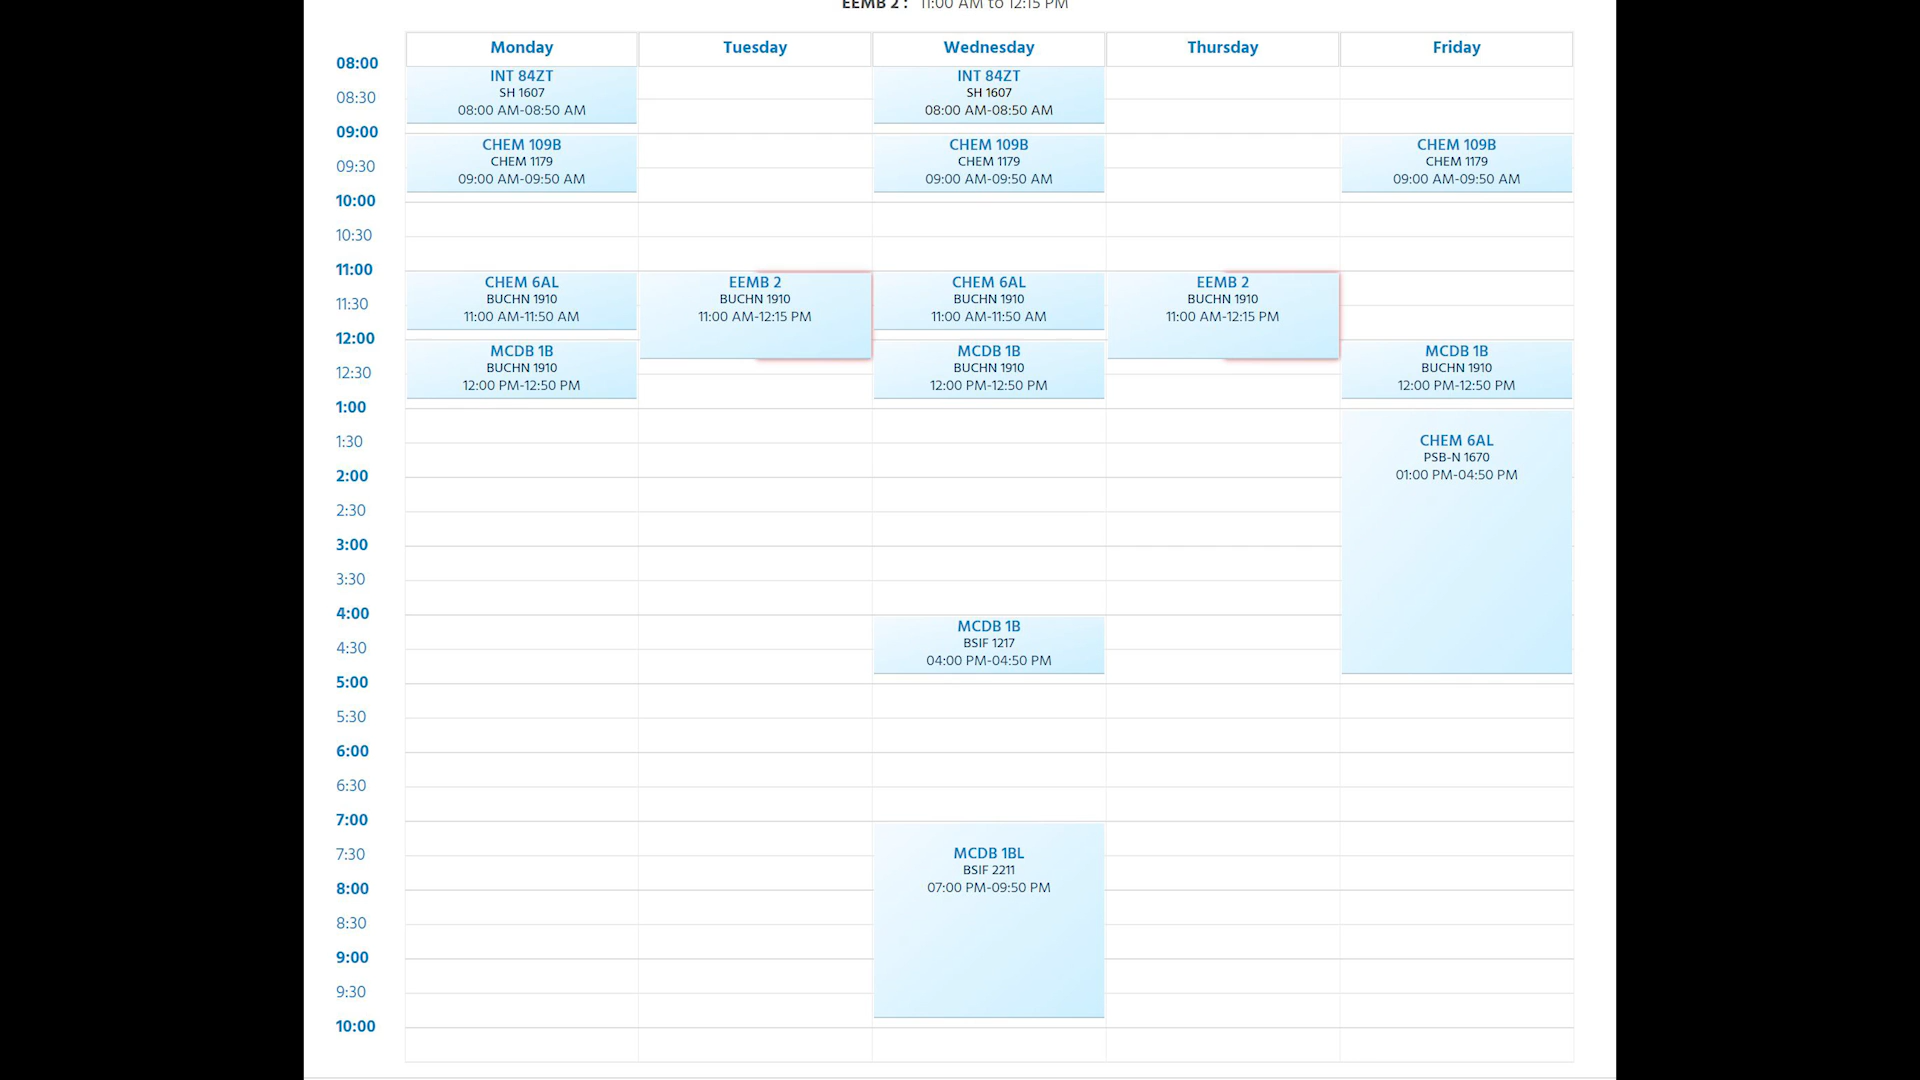 EEMB 2 : 11:00 AM to 12:15 PM
Monday Tuesday Wednesday Thursday Friday
08:00
INT 84ZT
SH 1607
08:00 AM-08:50 AM
INT 84ZT
SH 1607
08:00 AM-08:50 AM
08:30
09:00
CHEM 109B
CHEM 1179
09:00 AM-09:50 AM
CHEM 109B
CHEM 1179
09:00 AM-09:50 AM
CHEM 109B
CHEM 1179
09:00 AM-09:50 AM
09:30
10:00
10:30
11:00
CHEM 6AL
BUCHN 1910
11:00 AM-11:50 AM
EEMB 2
BUCHN 1910
11:00 AM-12:15 PM
CHEM 6AL
BUCHN 1910
11:00 AM-11:50 AM
EEMB 2
BUCHN 1910
11:00 AM-12:15 PM
11:30
12:00
MCDB 1B
BUCHN 1910
12:00 PM-12:50 PM
MCDB 1B
BUCHN 1910
12:00 PM-12:50 PM
MCDB 1B
BUCHN 1910
12:00 PM-12:50 PM
12:30
1:00
CHEM 6AL
PSB-N 1670
01:00 PM-04:50 PM
1:30
2:00
2:30
3:00
3:30
4:00
MCDB 1B
BSIF 1217
04:00 PM-04:50 PM
4:30
5:00
5:30
6:00
6:30
7:00
MCDB 1BL
BSIF 2211
07:00 PM-09:50 PM
7:30
8:00
8:30
9:00
9:30
10:00